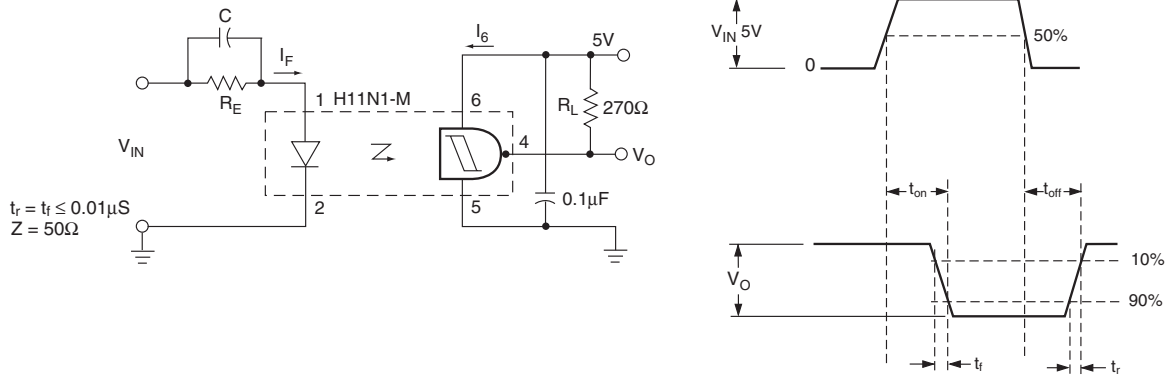 C
I_F
R_E
V_IN
t_r = t_f ≤ 0.01μS
Z = 50Ω
1 H11N1-M
2
I_6
5V
6
R_L 270Ω
4
V_O
5
0.1μF
V_IN 5V
50%
0
t_on
t_off
V_O
10%
90%
t_f
t_r